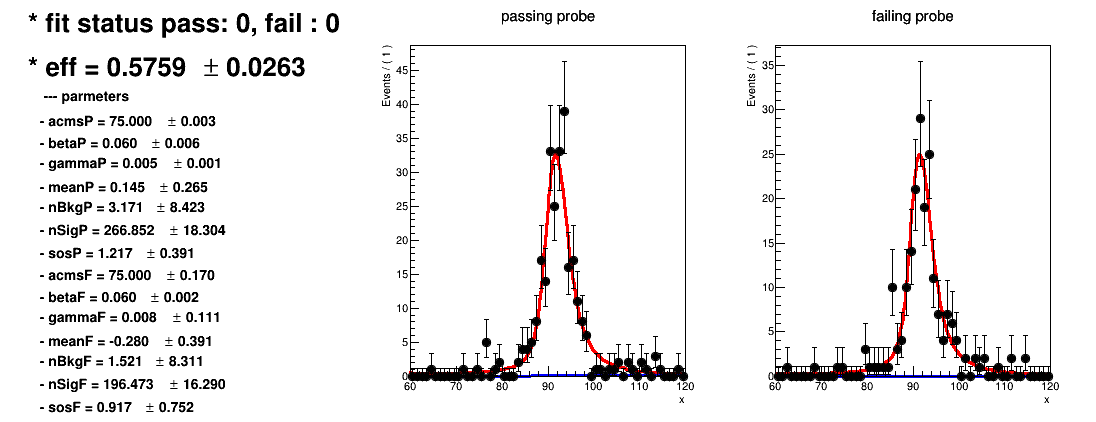 * fit status pass: 0, fail : 0
* eff = 0.5759 ± 0.0263
--- parmeters
- acmsP = 75.000 ± 0.003
- betaP = 0.060 ± 0.006
- gammaP = 0.005 ± 0.001
- meanP = 0.145 ± 0.265
- nBkgP = 3.171 ± 8.423
- nSigP = 266.852 ± 18.304
- sosP = 1.217 ± 0.391
- acmsF = 75.000 ± 0.170
- betaF = 0.060 ± 0.002
- gammaF = 0.008 ± 0.111
- meanF = -0.280 ± 0.391
- nBkgF = 1.521 ± 8.311
- nSigF = 196.473 ± 16.290
- sosF = 0.917 ± 0.752
passing probe
Events / ( 1 )
45
40
35
30
25
20
15
10
5
0
60 70 80 90 100 110 120
x
failing probe
Events / ( 1 )
35
30
25
20
15
10
5
0
60 70 80 90 100 110 120
x